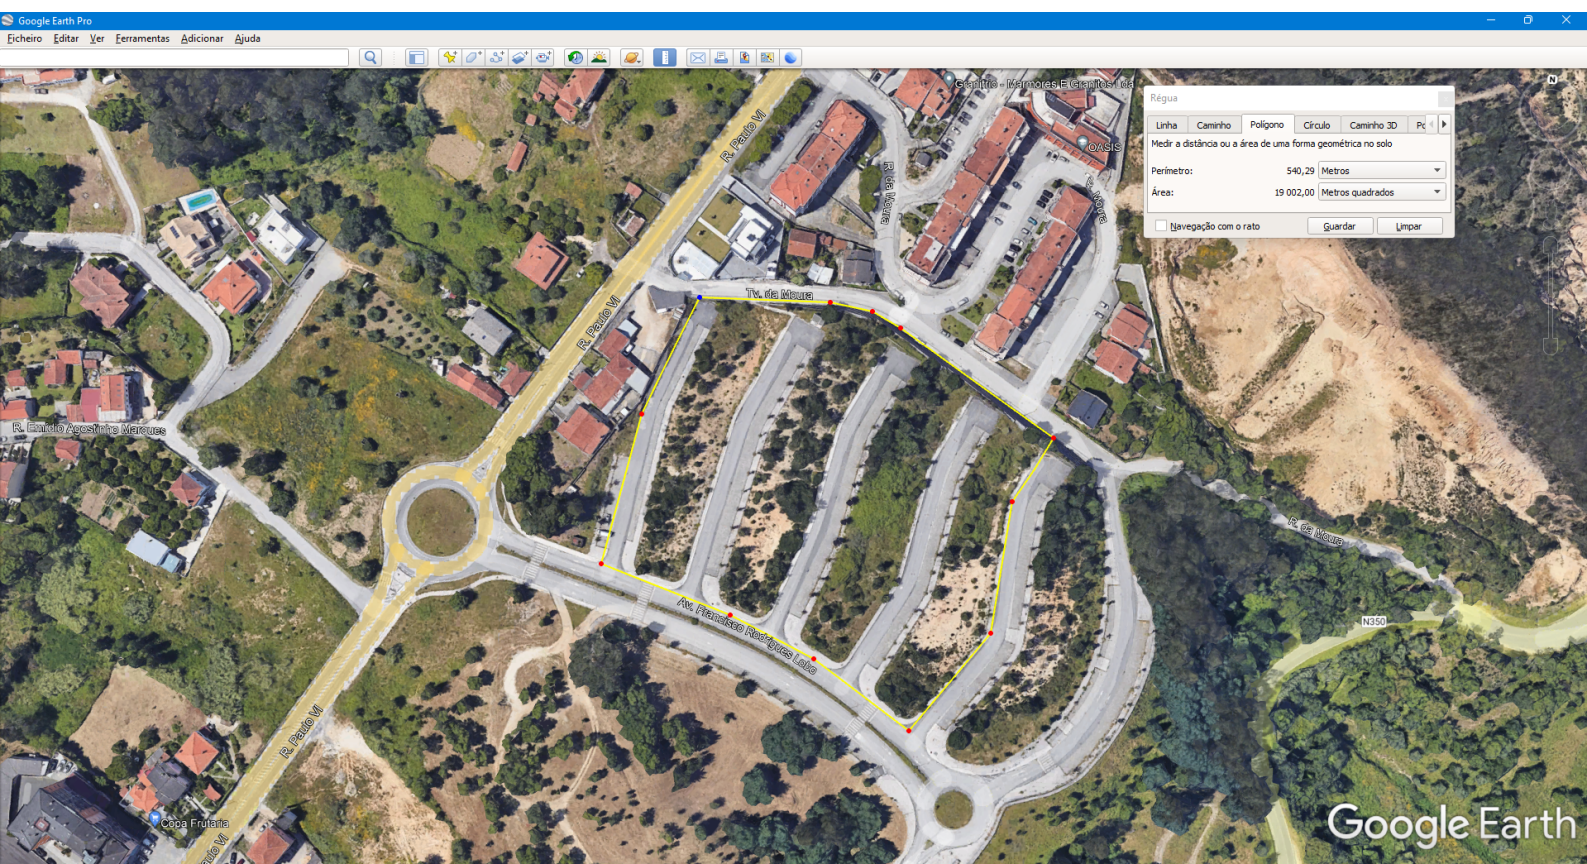 Google Earth Pro
Ficheiro Editar Ver Ferramentas Adicionar Ajuda
Granitrio - Marmores E Granitos Lda
N
Régua
Linha Caminho Polígono Círculo Caminho 3D
Medir a distância ou a área de uma forma geométrica no solo
Perímetro: 540,29 Metros
Área: 19 002,00 Metros quadrados
Navegação com o rato Guardar Limpar
R. Paulo VI
OASIS
R. da Moura
Moura
Tv. da Moura
R. Paulo VI
R. Emídio Agostinho Marques
R. da Moura
Av. Francisco Rodrigues Lobo
N350
R. Paulo VI
Copa Frutaria
Google Earth